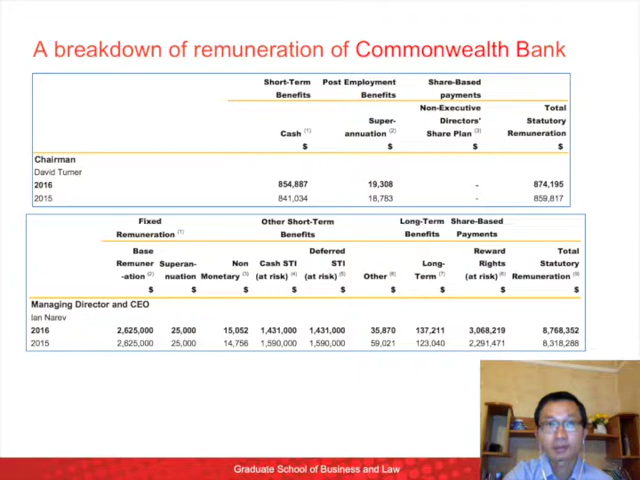 A breakdown of remuneration of Commonwealth Bank
Short-Term Post Employment Share-Based
Benefits Benefits payments
Non-Executive
Directors' Total
Super- Statutory
Cash (1) -annuation (2) Share Plan (3) Remuneration
$ $ $ $
Chairman
David Turner
2016 854,887 19,308 - 874,195
2015 841,034 18,783 - 859,817
Fixed Other Short-Term Long-Term Share-Based
Remuneration (1) Benefits Benefits Payments
Base Deferred Reward Total
Remuner Superan- Non Cash STI STI Long- Rights Statutory
-ation (2) nuation Monetary (3) (at risk) (4) (at risk) (5) Other (6) Term (7) (at risk) (8) Remuneration (9)
$ $ $ $ $ $ $ $ $
Managing Director and CEO
Ian Narev
2016 2,625,000 25,000 15,052 1,431,000 1,431,000 35,870 137,211 3,068,219 8,768,352
2015 2,625,000 25,000 14,756 1,590,000 1,590,000 59,021 123,040 2,291,471 8,318,288
Graduate School of Business and Law